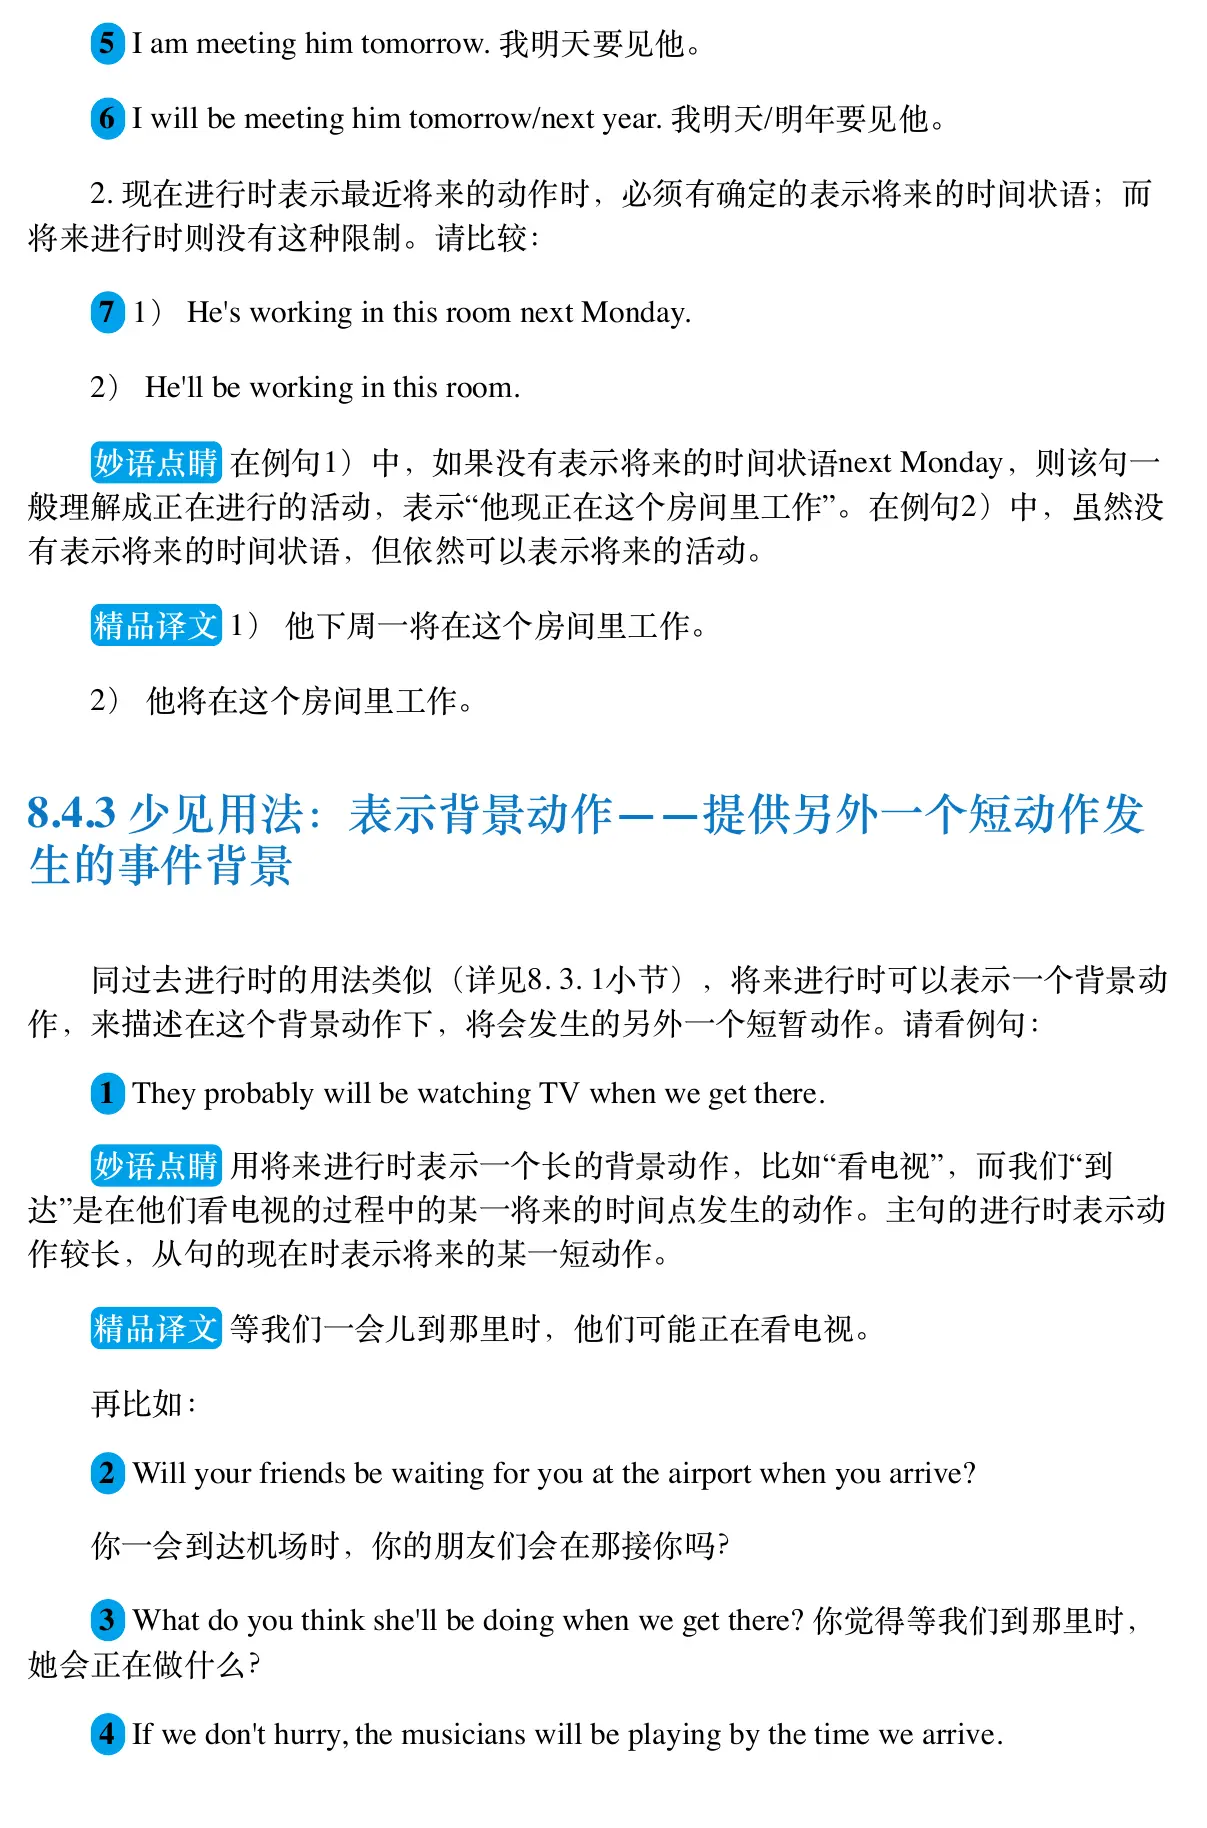 5 I am meeting him tomorrow. 我明天要见他。
6 I will be meeting him tomorrow/next year. 我明天/明年要见他。
2. 现在进行时表示最近将来的动作时，必须有确定的表示将来的时间状语；而
将来进行时则没有这种限制。请比较：
7 1） He's working in this room next Monday.
2） He'll be working in this room.
妙语点睛 在例句1）中，如果没有表示将来的时间状语next Monday，则该句一
般理解成正在进行的活动，表示“他现正在这个房间里工作”。在例句2）中，虽然没
有表示将来的时间状语，但依然可以表示将来的活动。
精品译文 1） 他下周一将在这个房间里工作。
2） 他将在这个房间里工作。
8.4.3 少见用法：表示背景动作——提供另外一个短动作发
生的事件背景
同过去进行时的用法类似（详见8. 3. 1小节），将来进行时可以表示一个背景动
作，来描述在这个背景动作下，将会发生的另外一个短暂动作。请看例句：
1 They probably will be watching TV when we get there.
妙语点睛 用将来进行时表示一个长的背景动作，比如“看电视”，而我们“到
达”是在他们看电视的过程中的某一将来的时间点发生的动作。主句的进行时表示动
作较长，从句的现在时表示将来的某一短动作。
精品译文 等我们一会儿到那里时，他们可能正在看电视。
再比如：
2 Will your friends be waiting for you at the airport when you arrive?
你一会到达机场时，你的朋友们会在那接你吗?
3 What do you think she'll be doing when we get there? 你觉得等我们到那里时，
她会正在做什么?
4 If we don't hurry, the musicians will be playing by the time we arrive.